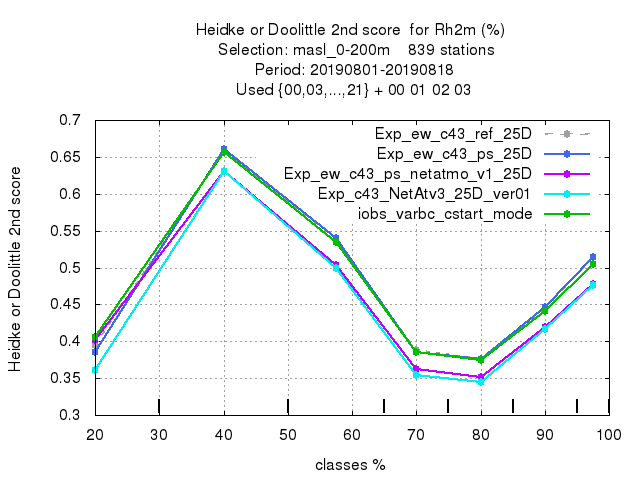 Heidke or Doolittle 2nd score for Rh2m (%)
Selection: masl_0-200m 839 stations
Period: 20190801-20190818
Used {00,03,...,21} + 00 01 02 03
Exp_ew_c43_ref_25D
Exp_ew_c43_ps_25D
Exp_ew_c43_ps_netatmo_v1_25D
Exp_c43_NetAtv3_25D_ver01
iobs_varbc_cstart_mode
Heidke or Doolittle 2nd score
0.7
0.65
0.6
0.55
0.5
0.45
0.4
0.35
0.3
20 30 40 50 60 70 80 90 100
classes %